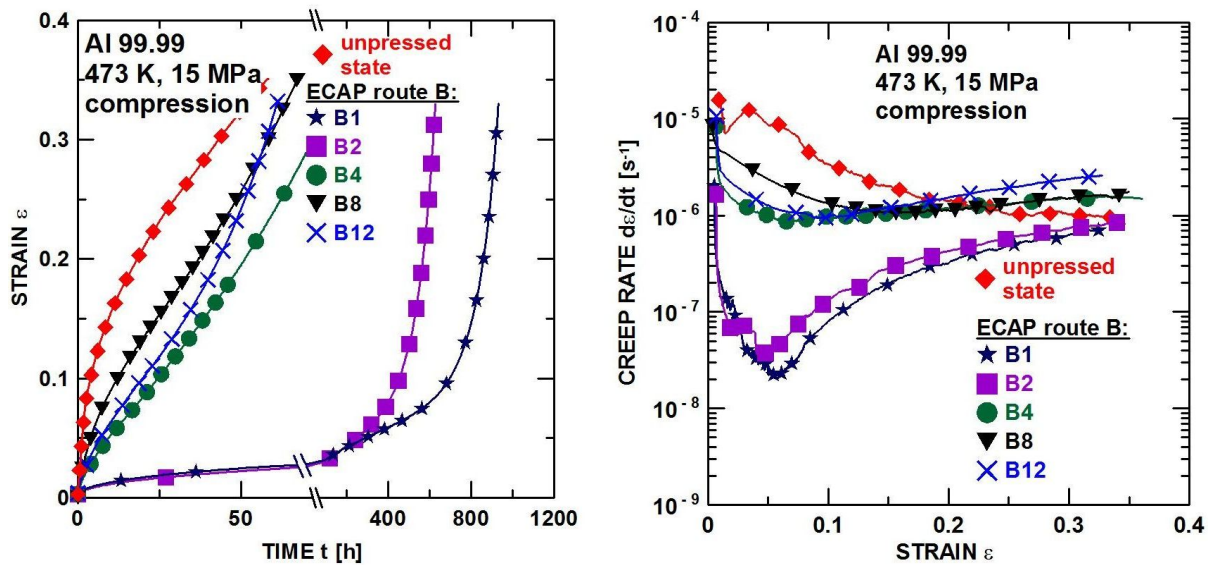 0.4
0.3
0.2
0.1
0
STRAIN ε
Al 99.99
473 K, 15 MPa
compression
unpressed
state
ECAP route B:
B1
B2
B4
B8
B12
0
50
400
800
1200
TIME t [h]
10⁻⁴
10⁻⁵
10⁻⁶
10⁻⁷
10⁻⁸
10⁻⁹
CREEP RATE dε/dt [s⁻¹]
Al 99.99
473 K, 15 MPa
compression
unpressed
state
ECAP route B:
B1
B2
B4
B8
B12
0
0.1
0.2
0.3
0.4
STRAIN ε